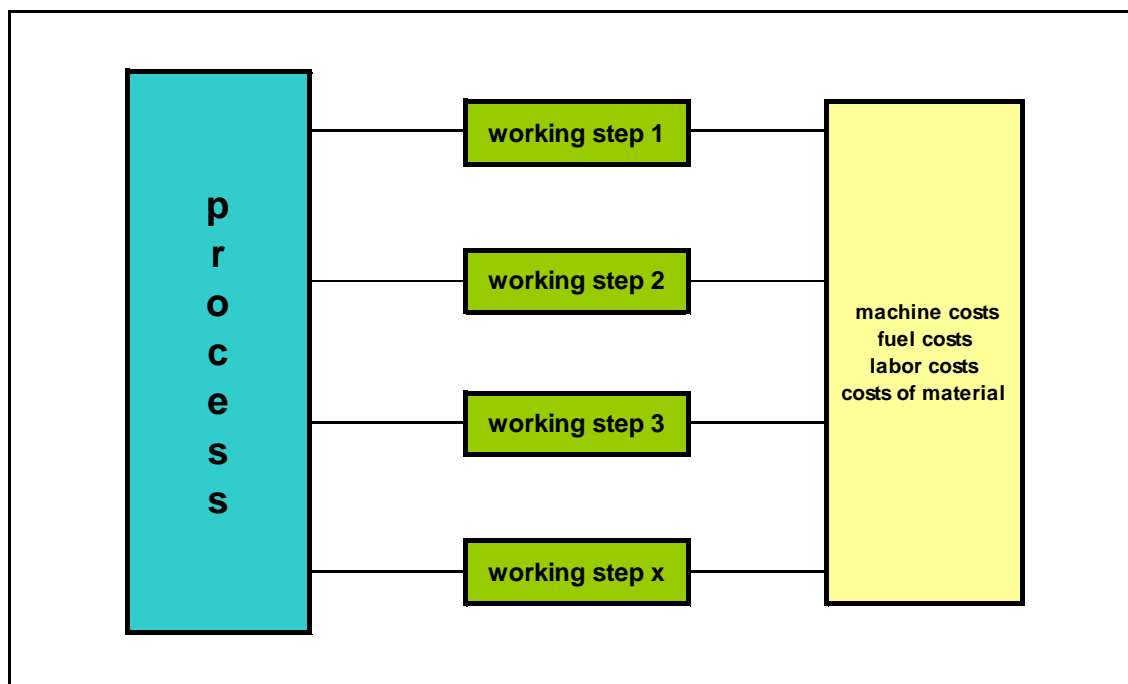 process
working step 1
working step 2
working step 3
working step x
machine costs
fuel costs
labor costs
costs of material